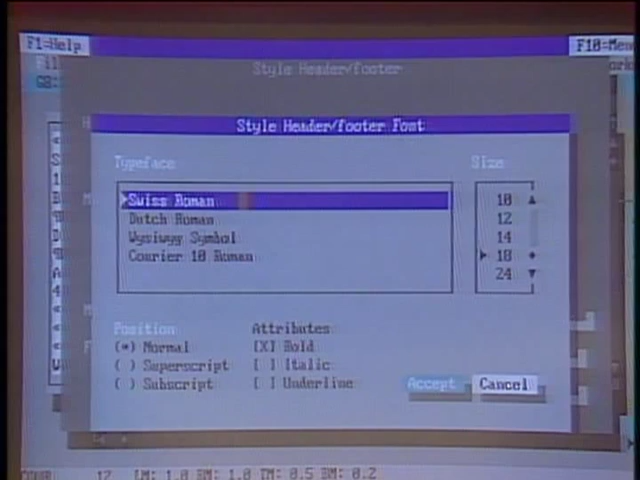 F1=Help
Style Header/footer
Style Header/footer Font
Typeface Size
Swiss Roman 10
Dutch Roman 12
Wysiwyg Symbol 14
Courier 10 Roman 18
24
Position Attributes
(•) Normal [X] Bold
( ) Superscript [ ] Italic
( ) Subscript [ ] Underline
Accept Cancel
12 LM: 1.0 RM: 1.0 TM: 0.5 BM: 0.2